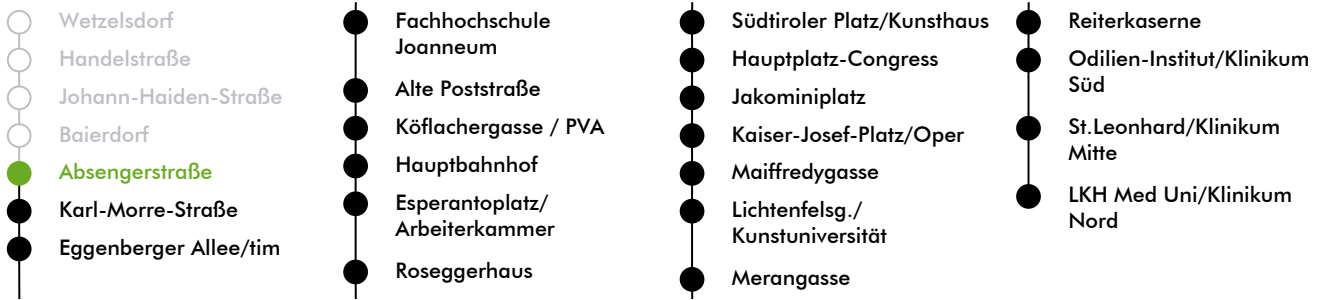 Wetzelsdorf
Handelstraße
Johann-Haiden-Straße
Baierdorf
Absengerstraße
Karl-Morre-Straße
Eggenberger Allee/tim
Fachhochschule
Joanneum
Alte Poststraße
Köflachergasse / PVA
Hauptbahnhof
Esperantoplatz/
Arbeiterkammer
Roseggerhaus
Südtiroler Platz/Kunsthaus
Hauptplatz-Congress
Jakominiplatz
Kaiser-Josef-Platz/Oper
Maiffredygasse
Lichtenfelsg./
Kunstuniversität
Merangasse
Reiterkaserne
Odilien-Institut/Klinikum
Süd
St.Leonhard/Klinikum
Mitte
LKH Med Uni/Klinikum
Nord